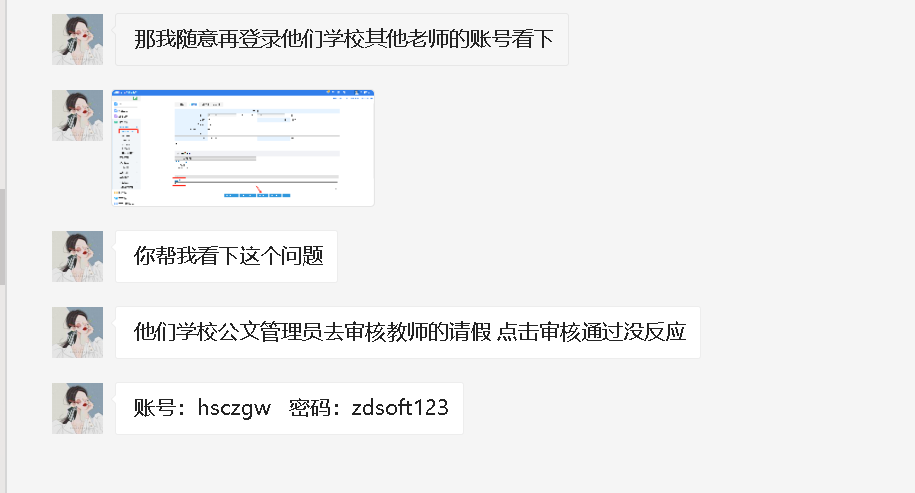 那我随意再登录他们学校其他老师的账号看下
你帮我看下这个问题
他们学校公文管理员去审核教师的请假 点击审核通过没反应
账号：hsczgw 密码：zdsoft123